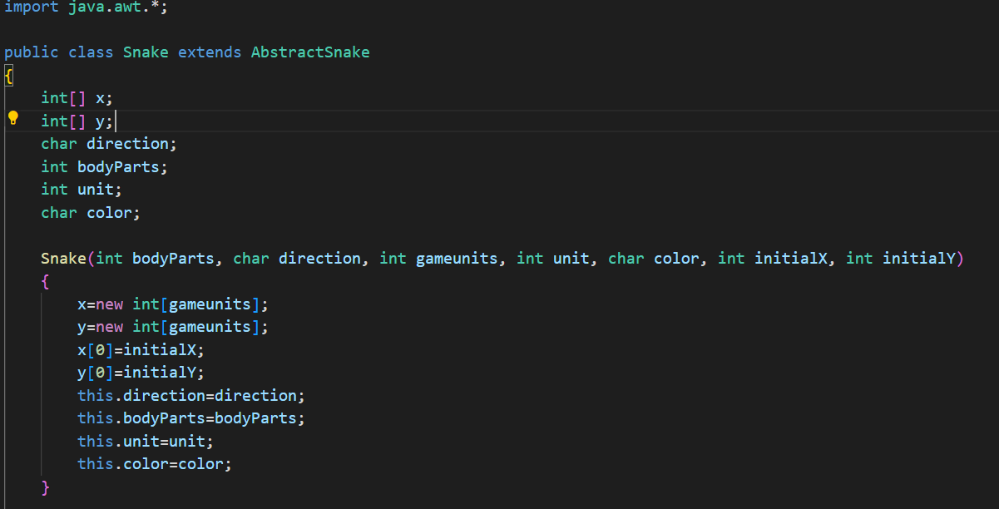 import java.awt.*;
public class Snake extends AbstractSnake
{
    int[] x;
    int[] y;
    char direction;
    int bodyParts;
    int unit;
    char color;
    Snake(int bodyParts, char direction, int gameunits, int unit, char color, int initialX, int initialY)
    {
        x=new int[gameunits];
        y=new int[gameunits];
        x[0]=initialX;
        y[0]=initialY;
        this.direction=direction;
        this.bodyParts=bodyParts;
        this.unit=unit;
        this.color=color;
    }